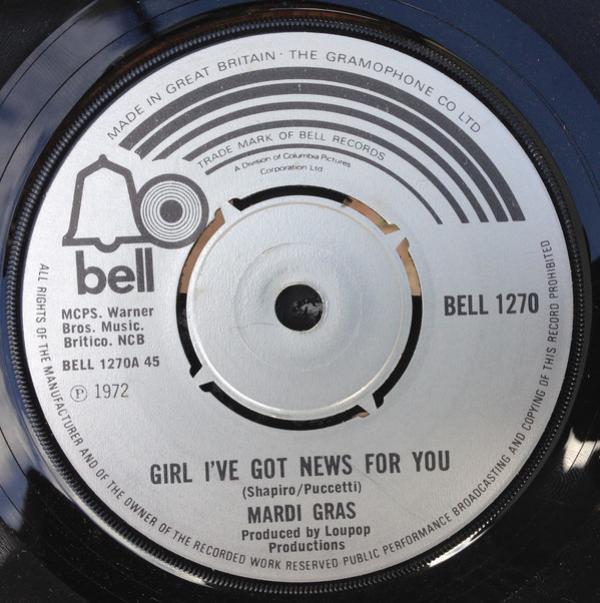 MADE IN GREAT BRITAIN · THE GRAMOPHONE CO LTD
TRADE MARK OF BELL RECORDS
A Division of Columbia Pictures
Corporation Ltd
bell
MCPS. Warner
Bros. Music.
Britico. NCB
BELL 1270A 45
Ⓟ 1972
BELL 1270
GIRL I'VE GOT NEWS FOR YOU
(Shapiro/Puccetti)
MARDI GRAS
Produced by Loupop
Productions
ALL RIGHTS OF THE MANUFACTURER AND OF THE OWNER OF THE RECORDED WORK RESERVED PUBLIC PERFORMANCE BROADCASTING AND COPYING OF THIS RECORD PROHIBITED